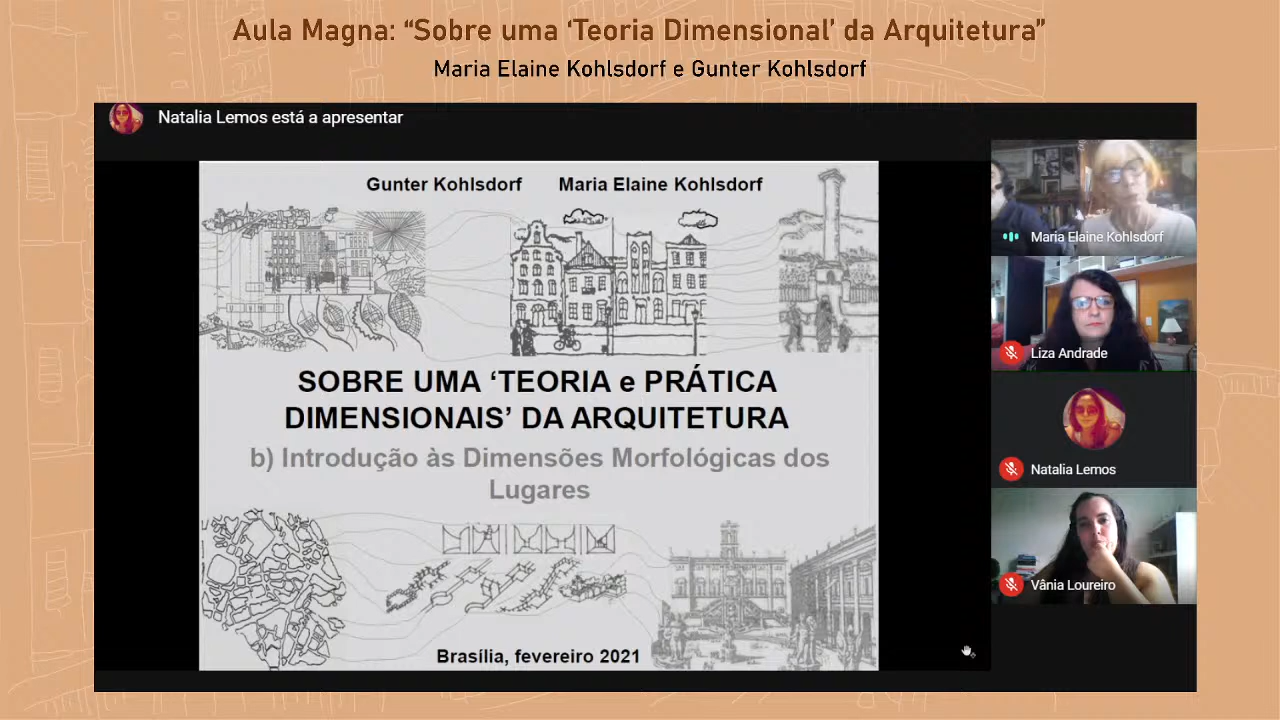 Aula Magna: “Sobre uma ‘Teoria Dimensional’ da Arquitetura”
Maria Elaine Kohlsdorf e Gunter Kohlsdorf
Natalia Lemos está a apresentar
Gunter Kohlsdorf
Maria Elaine Kohlsdorf
SOBRE UMA ‘TEORIA e PRÁTICA
DIMENSIONAIS’ DA ARQUITETURA
b) Introdução às Dimensões Morfológicas dos
Lugares
Brasília, fevereiro 2021
Maria Elaine Kohlsdorf
Liza Andrade
Natalia Lemos
Vânia Loureiro